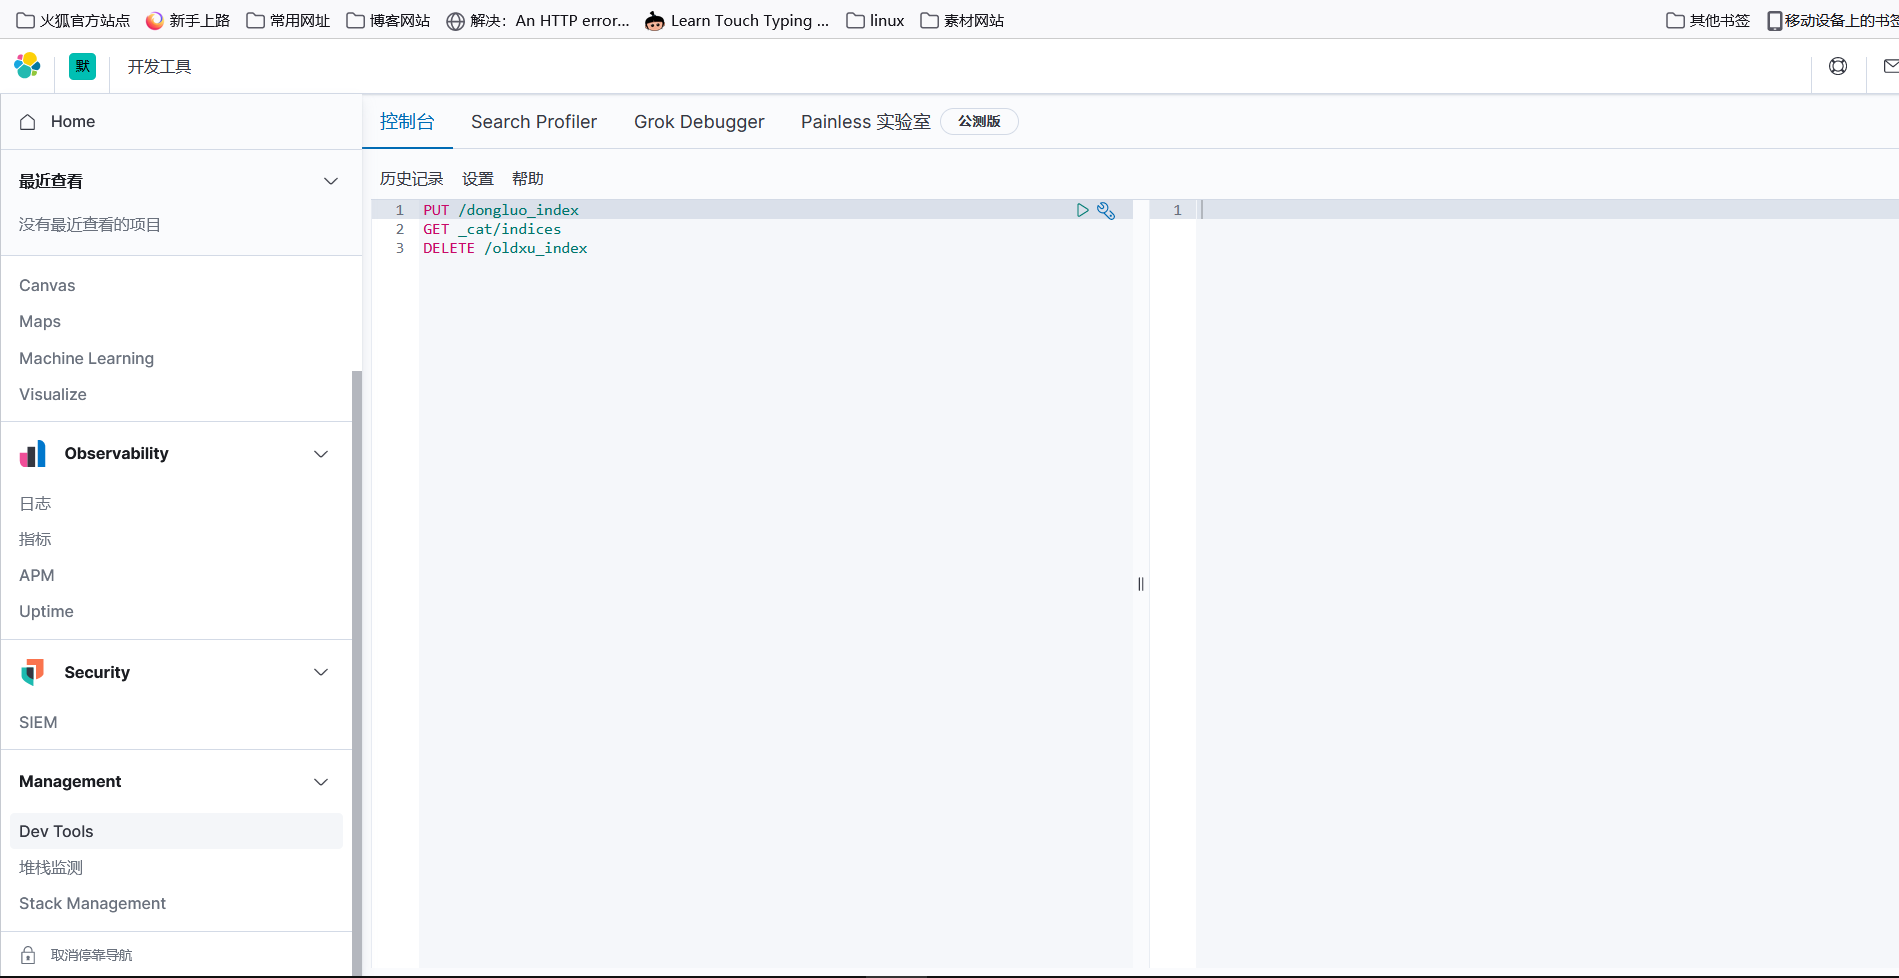 火狐官方站点 新手上路 常用网址 博客网站 解决：An HTTP error... Learn Touch Typing ... linux 素材网站 其他书签 移动设备上的书签
默 开发工具
Home
最近查看
没有最近查看的项目
Canvas
Maps
Machine Learning
Visualize
Observability
日志
指标
APM
Uptime
Security
SIEM
Management
Dev Tools
堆栈监测
Stack Management
取消停靠导航
控制台 Search Profiler Grok Debugger Painless 实验室 公测版
历史记录 设置 帮助
1 PUT /dongluo_index
2 GET _cat/indices
3 DELETE /oldxu_index
1